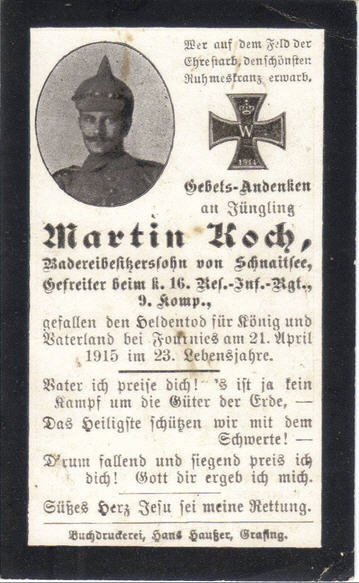 Wer auf dem Feld der
Ehre starb, den schönsten
Ruhmeskranz erwarb.
W
1914
Gebets-Andenken
an Jüngling
Martin Koch,
Badereibesitzerssohn von Schnaitsee,
Gefreiter beim k. 16. Res.-Inf.-Rgt.,
9. Komp.,
gefallen den Heldentod für König und
Vaterland bei Fournies am 21. April
1915 im 23. Lebensjahre.
Vater ich preise dich! 's ist ja kein
Kampf um die Güter der Erde, —
Das Heiligste schützen wir mit dem
Schwerte! —
D'rum fallend und siegend preis ich
dich! Gott dir ergeb ich mich.
Süßes Herz Jesu sei meine Rettung.
Buchdruckerei, Hans Haußer, Grafing.